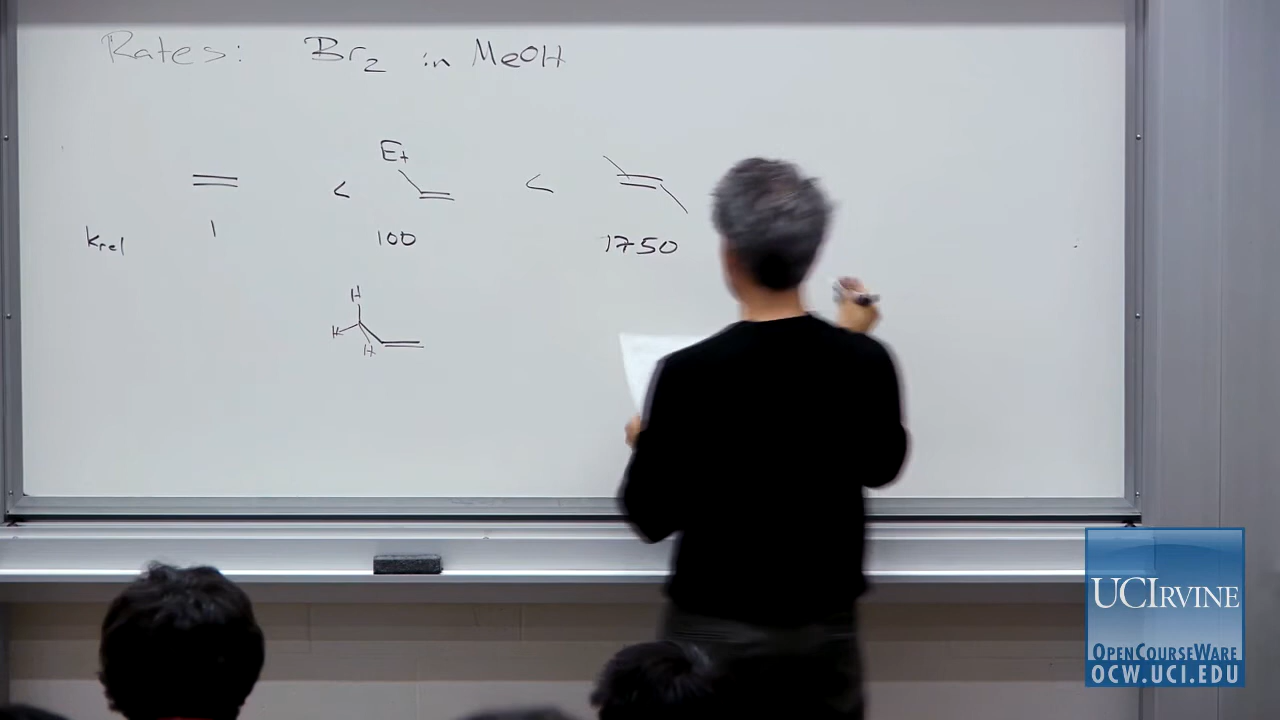 Rates: Br2 in MeOH
Et
< <
krel 1 100 1750
H
H
H
UCIRVINE
OPENCOURSEWARE
OCW.UCI.EDU